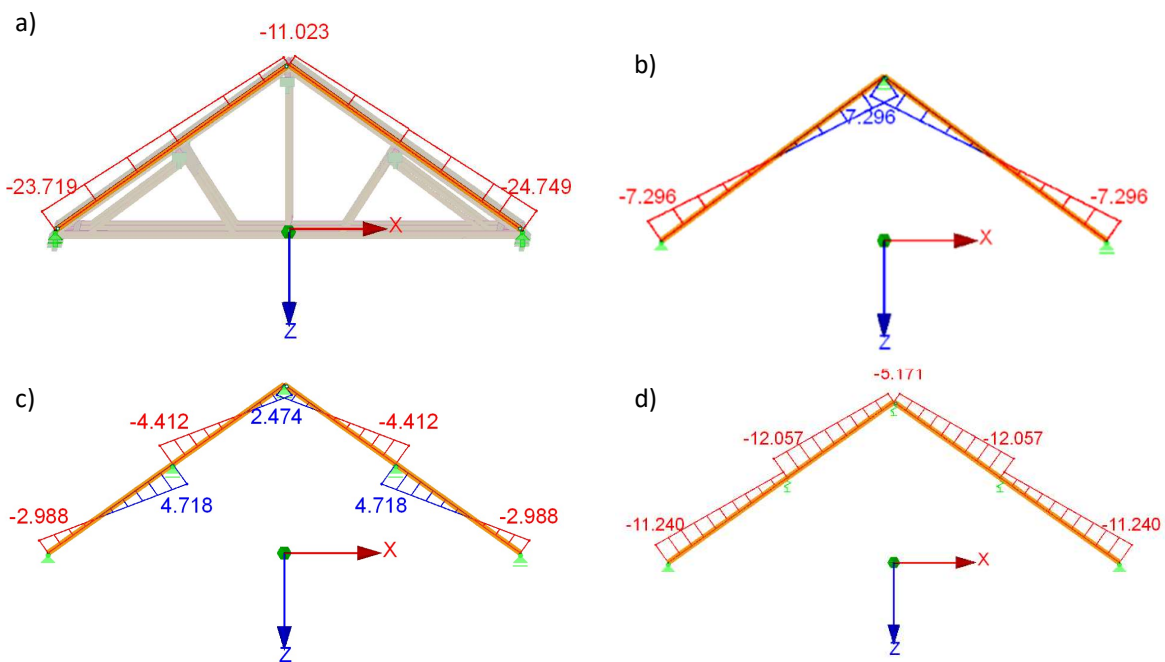 a)
-11.023
-23.719
-24.749
X
Z
b)
7.296
-7.296
-7.296
X
Z
c)
-4.412
2.474
-4.412
-2.988
4.718
4.718
-2.988
X
Z
d)
-5.171
-12.057
-12.057
-11.240
-11.240
X
Z